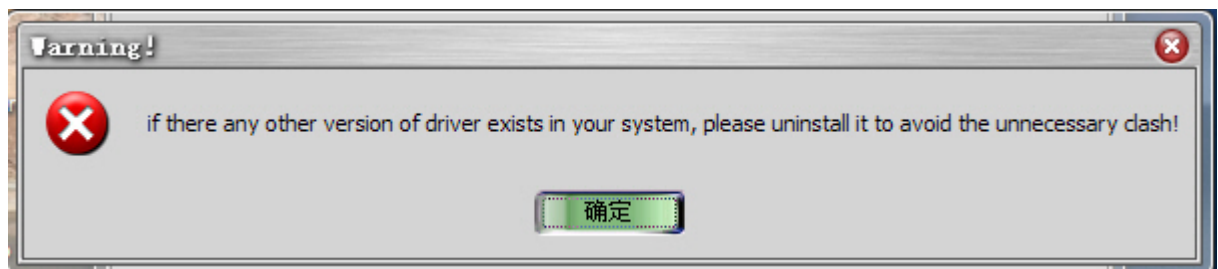 Warning!
if there any other version of driver exists in your system, please uninstall it to avoid the unnecessary clash!
确定